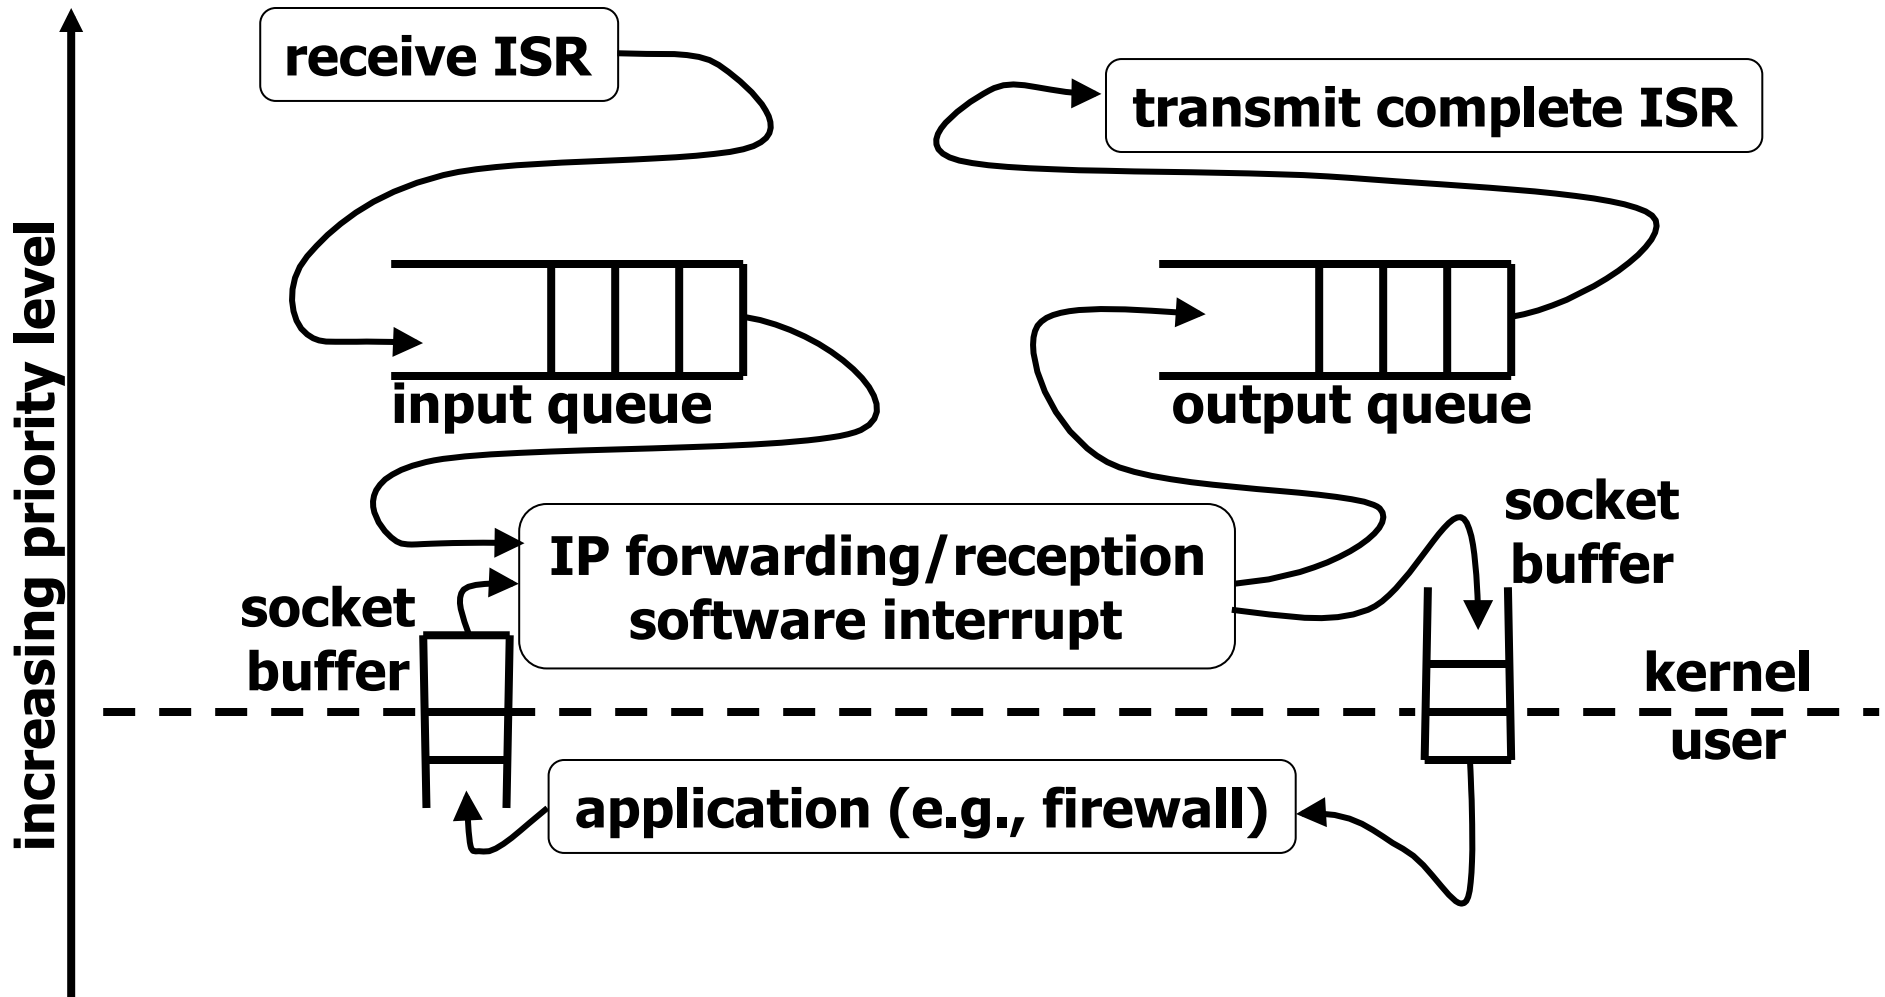 receive ISR
transmit complete ISR
increasing priority level
input queue
output queue
IP forwarding/reception
software interrupt
socket
buffer
socket
buffer
kernel
user
application (e.g., firewall)